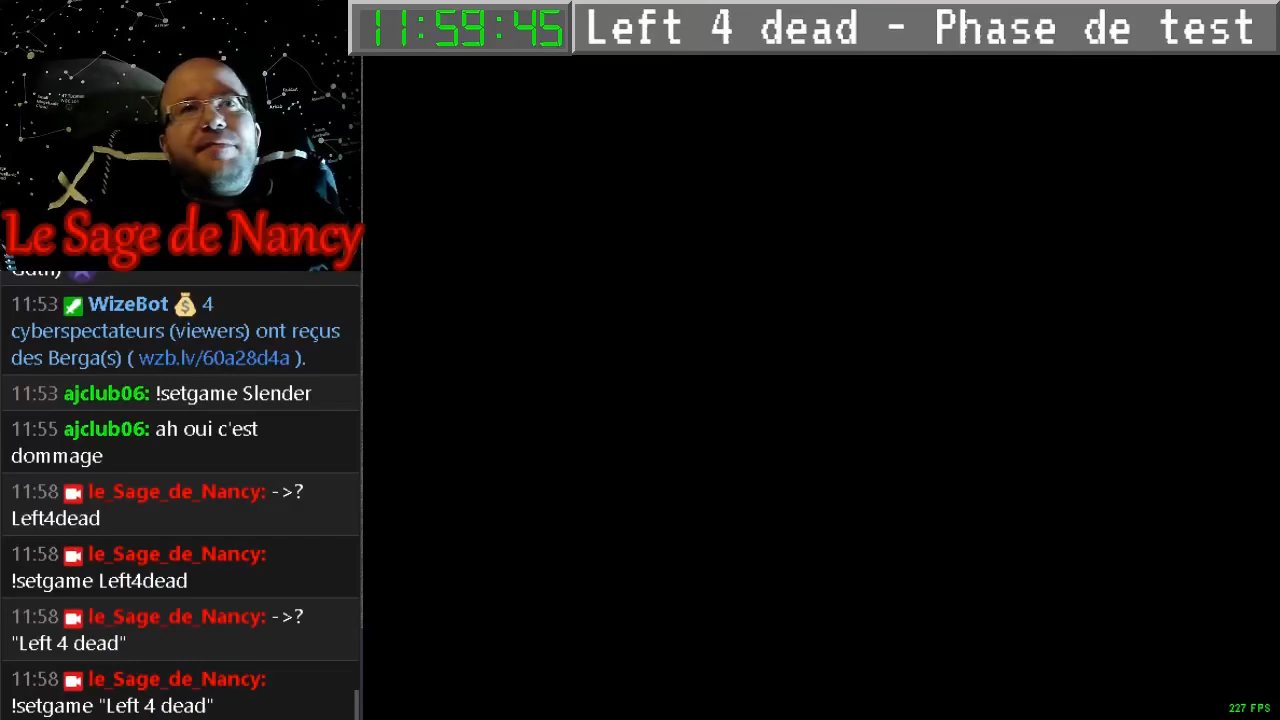 11:59:45
Left 4 dead - Phase de test
Le Sage de Nancy
11:53 WizeBot 4
cyberspectateurs (viewers) ont reçus
des Berga(s) ( wzb.lv/60a28d4a ).
11:53 ajclub06: !setgame Slender
11:55 ajclub06: ah oui c'est
dommage
11:58 le_Sage_de_Nancy: ->?
Left4dead
11:58 le_Sage_de_Nancy:
!setgame Left4dead
11:58 le_Sage_de_Nancy: ->?
"Left 4 dead"
11:58 le_Sage_de_Nancy:
!setgame "Left 4 dead"
227 FPS